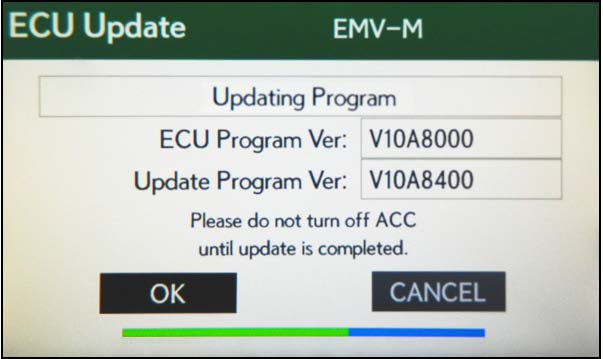 ECU Update EMV-M
Updating Program
ECU Program Ver: V10A8000
Update Program Ver: V10A8400
Please do not turn off ACC
until update is completed.
OK CANCEL